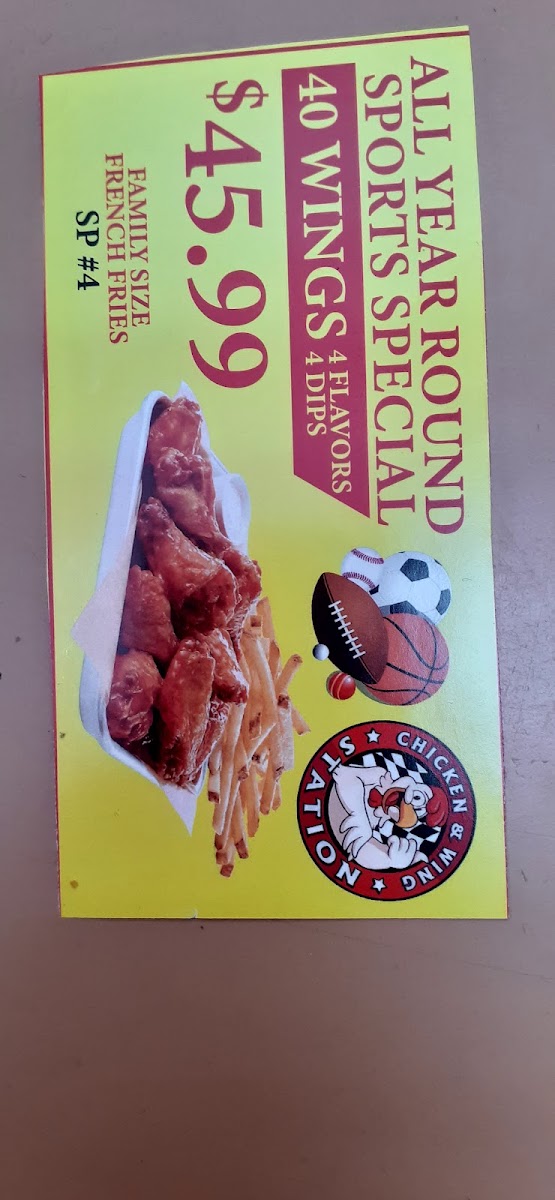 ALL YEAR ROUND
SPORTS SPECIAL
40 WINGS
4 FLAVORS
4 DIPS
$45.99
FAMILY SIZE
FRENCH FRIES
SP #4
CHICKEN & WING
STATION